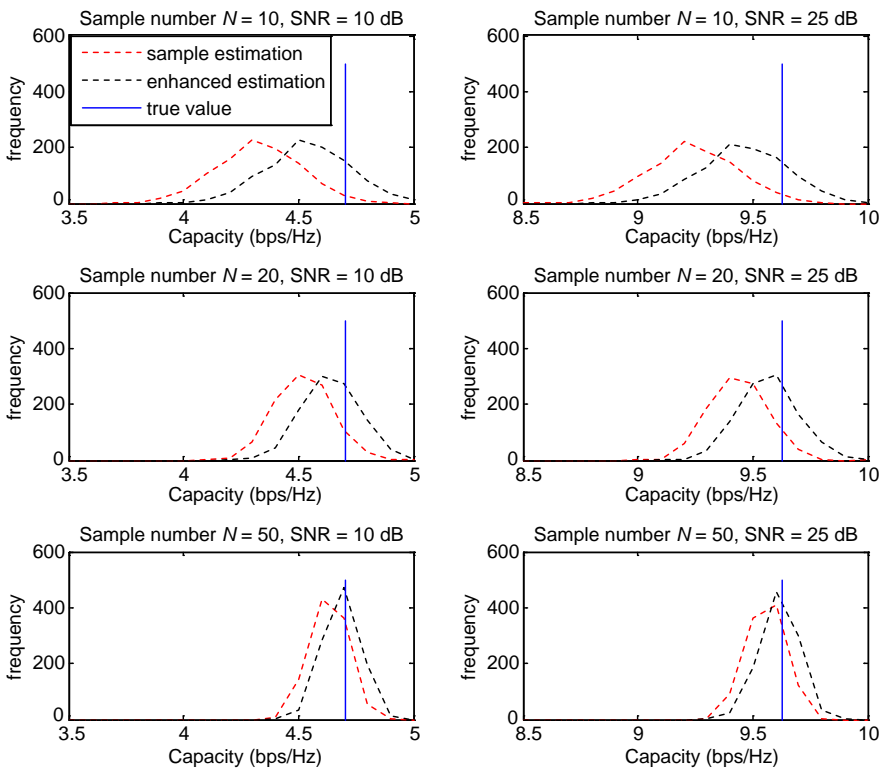 Sample number N = 10, SNR = 10 dB
600
400
200
0
frequency
sample estimation
enhanced estimation
true value
3.5 4 4.5 5
Capacity (bps/Hz)
Sample number N = 10, SNR = 25 dB
600
400
200
0
frequency
8.5 9 9.5 10
Capacity (bps/Hz)
Sample number N = 20, SNR = 10 dB
600
400
200
0
frequency
3.5 4 4.5 5
Capacity (bps/Hz)
Sample number N = 20, SNR = 25 dB
600
400
200
0
frequency
8.5 9 9.5 10
Capacity (bps/Hz)
Sample number N = 50, SNR = 10 dB
600
400
200
0
frequency
3.5 4 4.5 5
Capacity (bps/Hz)
Sample number N = 50, SNR = 25 dB
600
400
200
0
frequency
8.5 9 9.5 10
Capacity (bps/Hz)